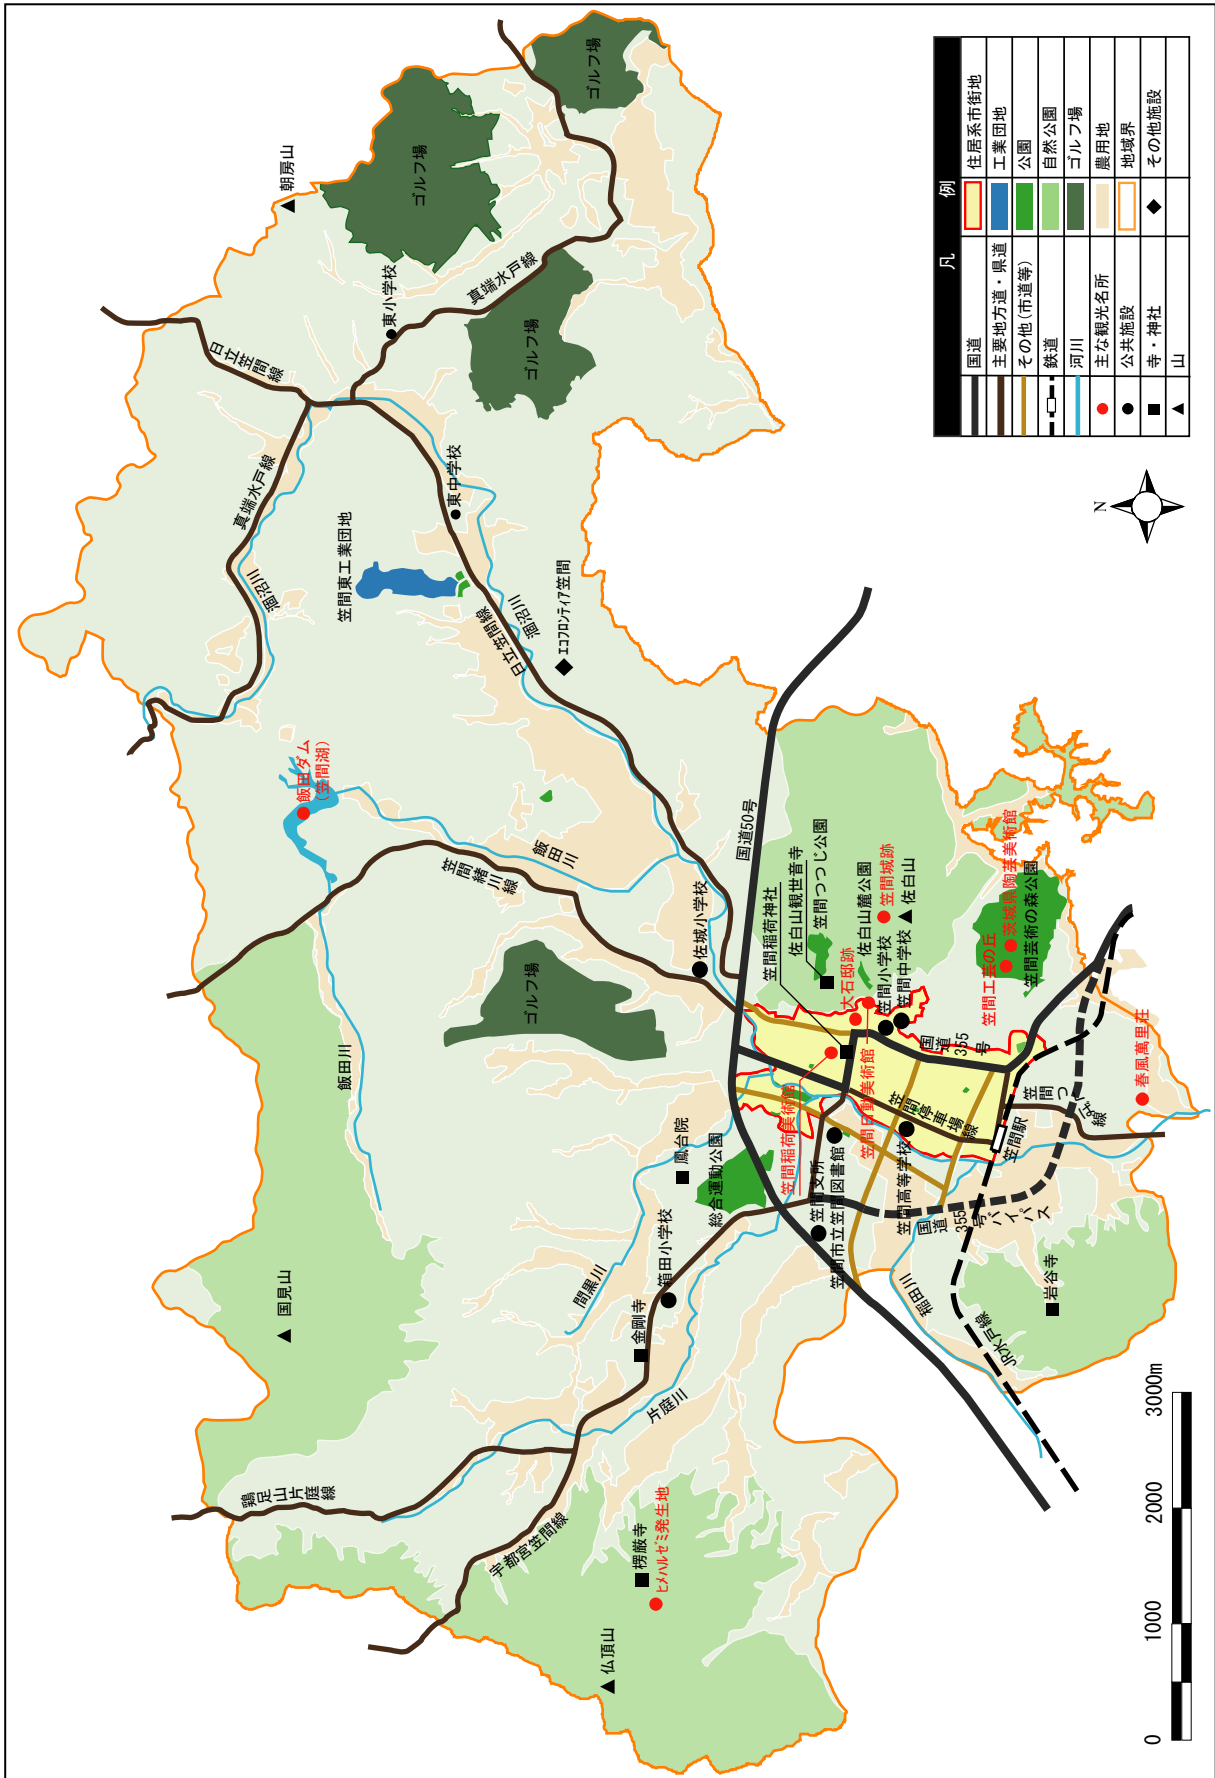 朝房山
ゴルフ場
ゴルフ場
ゴルフ場
東小学校
真端水戸線
日立笠間線
真端水戸線
涸沼川
笠間東工業団地
東中学校
日立笠間線
涸沼川
エコフロンティア笠間
飯田ダム
（笠間湖）
飯田川
笠間緒川線
佐城小学校
飯田川
ゴルフ場
国見山
国道50号
笠間稲荷神社
佐白山観世音寺
笠間つつじ公園
佐白山麓公園
笠間城跡
佐白山
大石邸跡
笠間小学校
笠間中学校
笠間工芸の丘
茨城県陶芸美術館
笠間芸術の森公園
国道355号
春風萬里荘
笠間つくば線
笠間稲荷美術館
笠間日動美術館
笠間停車場線
笠間駅
鳳台院
総合運動公園
笠間支所
笠間市立笠間図書館
笠間高等学校
国道355号バイパス
稲田川
岩谷寺
JR水戸線
間黒川
箱田小学校
金剛寺
片庭川
鶏足山片庭線
宇都宮笠間線
楞厳寺
ヒメハルゼミ発生地
仏頂山
凡例
国道
主要地方道・県道
その他（市道等）
鉄道
河川
主な観光名所
公共施設
寺・神社
山
住居系市街地
工業団地
公園
自然公園
ゴルフ場
農用地
地域界
その他施設
N
0 1000 2000 3000m